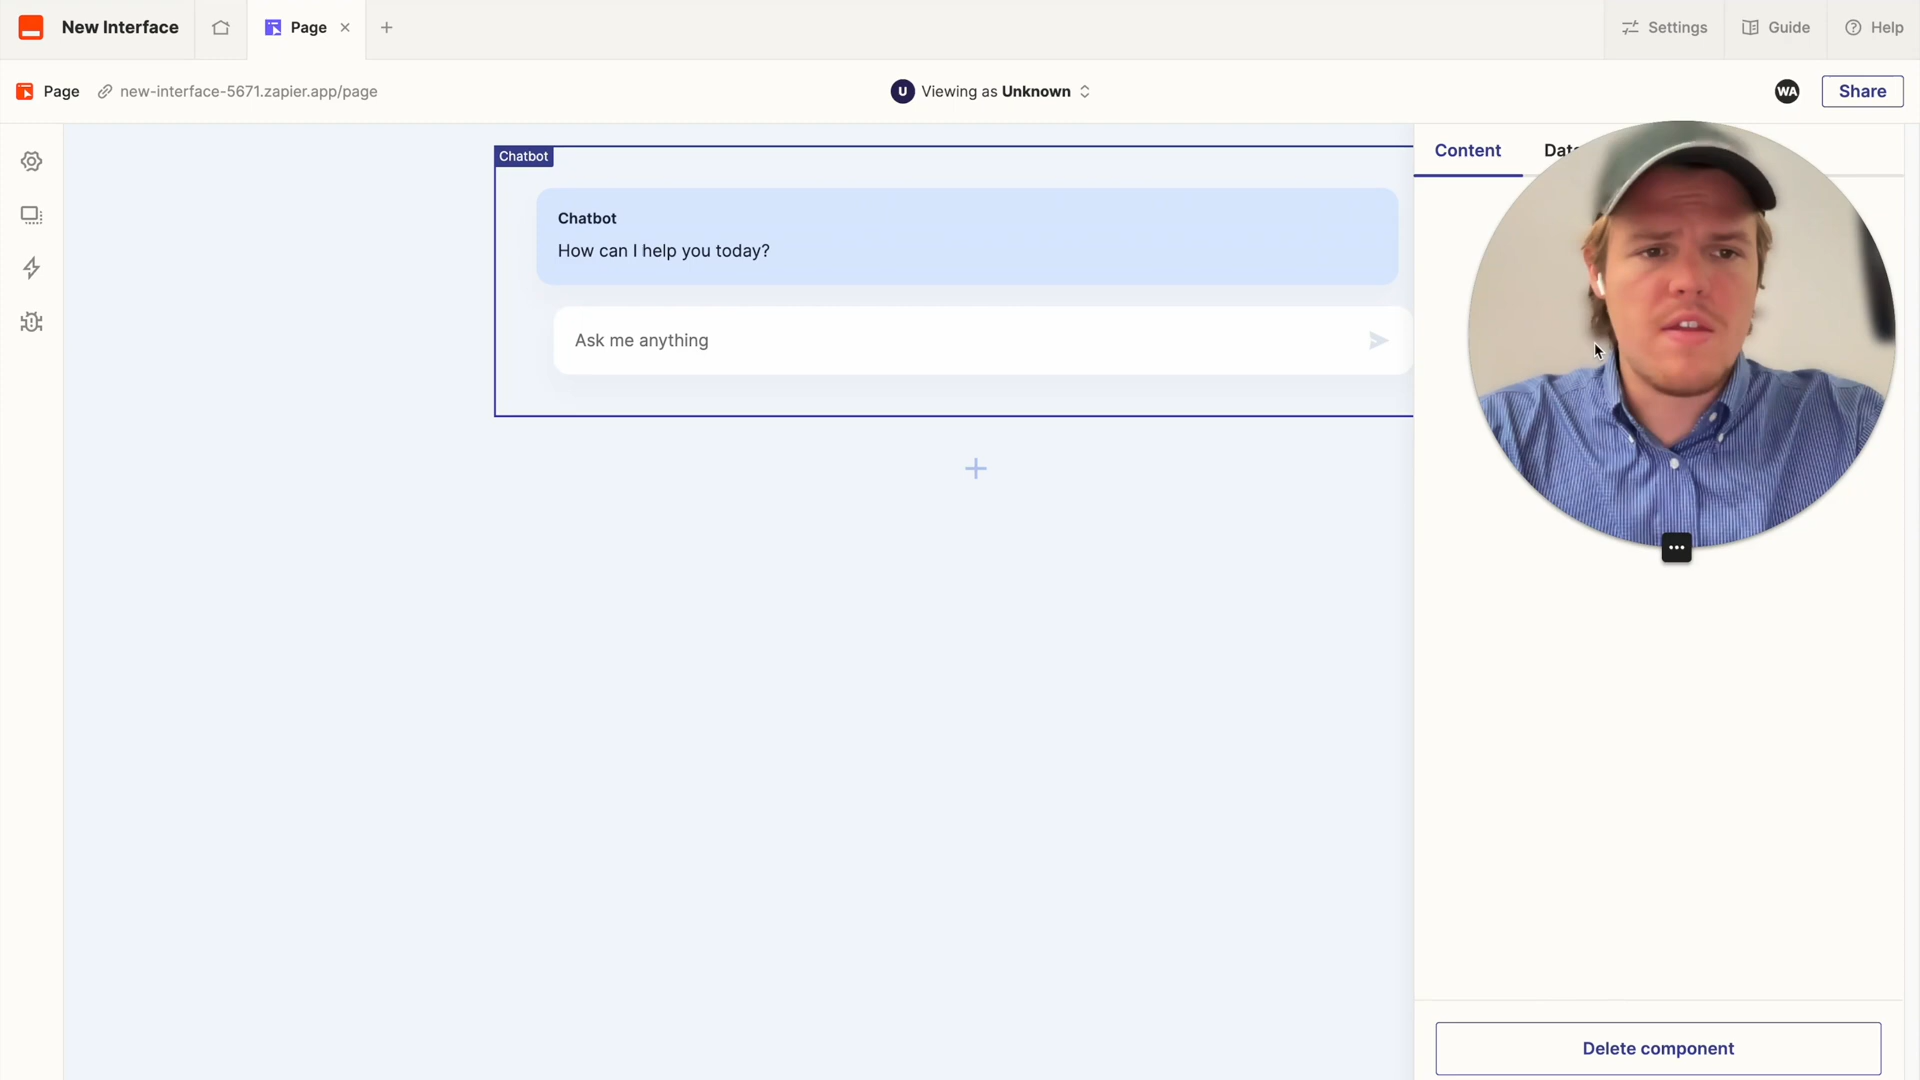 New Interface
Page
Settings
Guide
Help
Page
new-interface-5671.zapier.app/page
U
Viewing as Unknown
WA
Share
Chatbot
Content
Chatbot
How can I help you today?
Ask me anything
Delete component